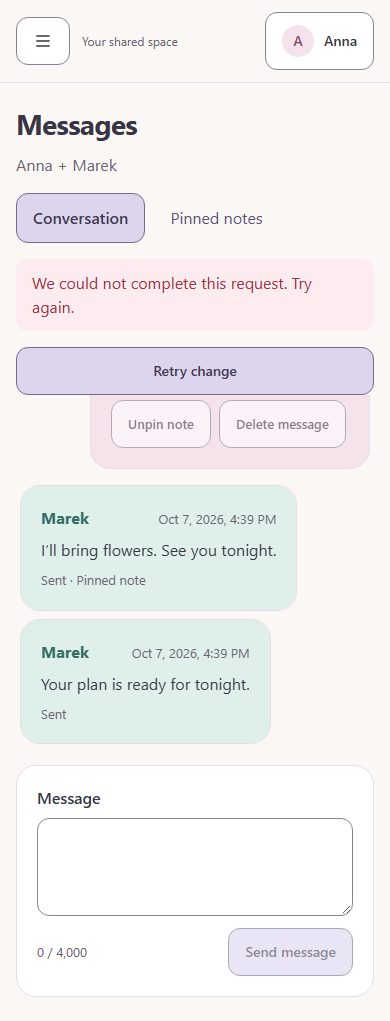 Your shared space
A Anna
Messages
Anna + Marek
Conversation Pinned notes
We could not complete this request. Try
again.
Retry change
Unpin note Delete message
Marek Oct 7, 2026, 4:39 PM
I’ll bring flowers. See you tonight.
Sent · Pinned note
Marek Oct 7, 2026, 4:39 PM
Your plan is ready for tonight.
Sent
Message
0 / 4,000 Send message